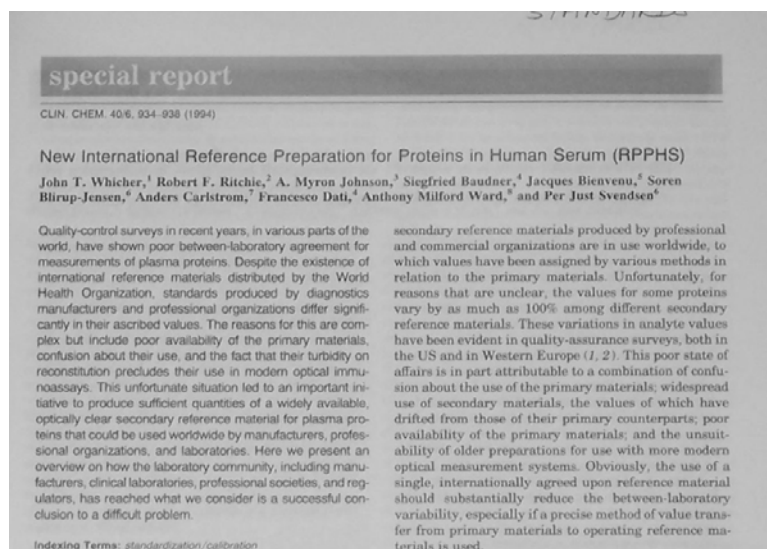 STANDARDS
special report
CLIN. CHEM. 40/6, 934-938 (1994)
New International Reference Preparation for Proteins in Human Serum (RPPHS)
John T. Whicher,¹ Robert F. Ritchie,² A. Myron Johnson,³ Siegfried Baudner,⁴ Jacques Bienvenu,⁵ Soren
Blirup-Jensen,⁶ Anders Carlstrom,⁷ Francesco Dati,⁴ Anthony Milford Ward,⁸ and Per Just Svendsen⁶
Quality-control surveys in recent years, in various parts of the
world, have shown poor between-laboratory agreement for
measurements of plasma proteins. Despite the existence of
international reference materials distributed by the World
Health Organization, standards produced by diagnostics
manufacturers and professional organizations differ signifi-
cantly in their ascribed values. The reasons for this are com-
plex but include poor availability of the primary materials,
confusion about their use, and the fact that their turbidity on
reconstitution precludes their use in modern optical immu-
noassays. This unfortunate situation led to an important ini-
tiative to produce sufficient quantities of a widely available,
optically clear secondary reference material for plasma pro-
teins that could be used worldwide by manufacturers, profes-
sional organizations, and laboratories. Here we present an
overview on how the laboratory community, including manu-
facturers, clinical laboratories, professional societies, and reg-
ulators, has reached what we consider is a successful con-
clusion to a difficult problem.
Indexing Terms: standardization/calibration
secondary reference materials produced by professional
and commercial organizations are in use worldwide, to
which values have been assigned by various methods in
relation to the primary materials. Unfortunately, for
reasons that are unclear, the values for some proteins
vary by as much as 100% among different secondary
reference materials. These variations in analyte values
have been evident in quality-assurance surveys, both in
the US and in Western Europe (1, 2). This poor state of
affairs is in part attributable to a combination of confu-
sion about the use of the primary materials; widespread
use of secondary materials, the values of which have
drifted from those of their primary counterparts; poor
availability of the primary materials; and the unsuit-
ability of older preparations for use with more modern
optical measurement systems. Obviously, the use of a
single, internationally agreed upon reference material
should substantially reduce the between-laboratory
variability, especially if a precise method of value trans-
fer from primary materials to operating reference ma-
terials is used.